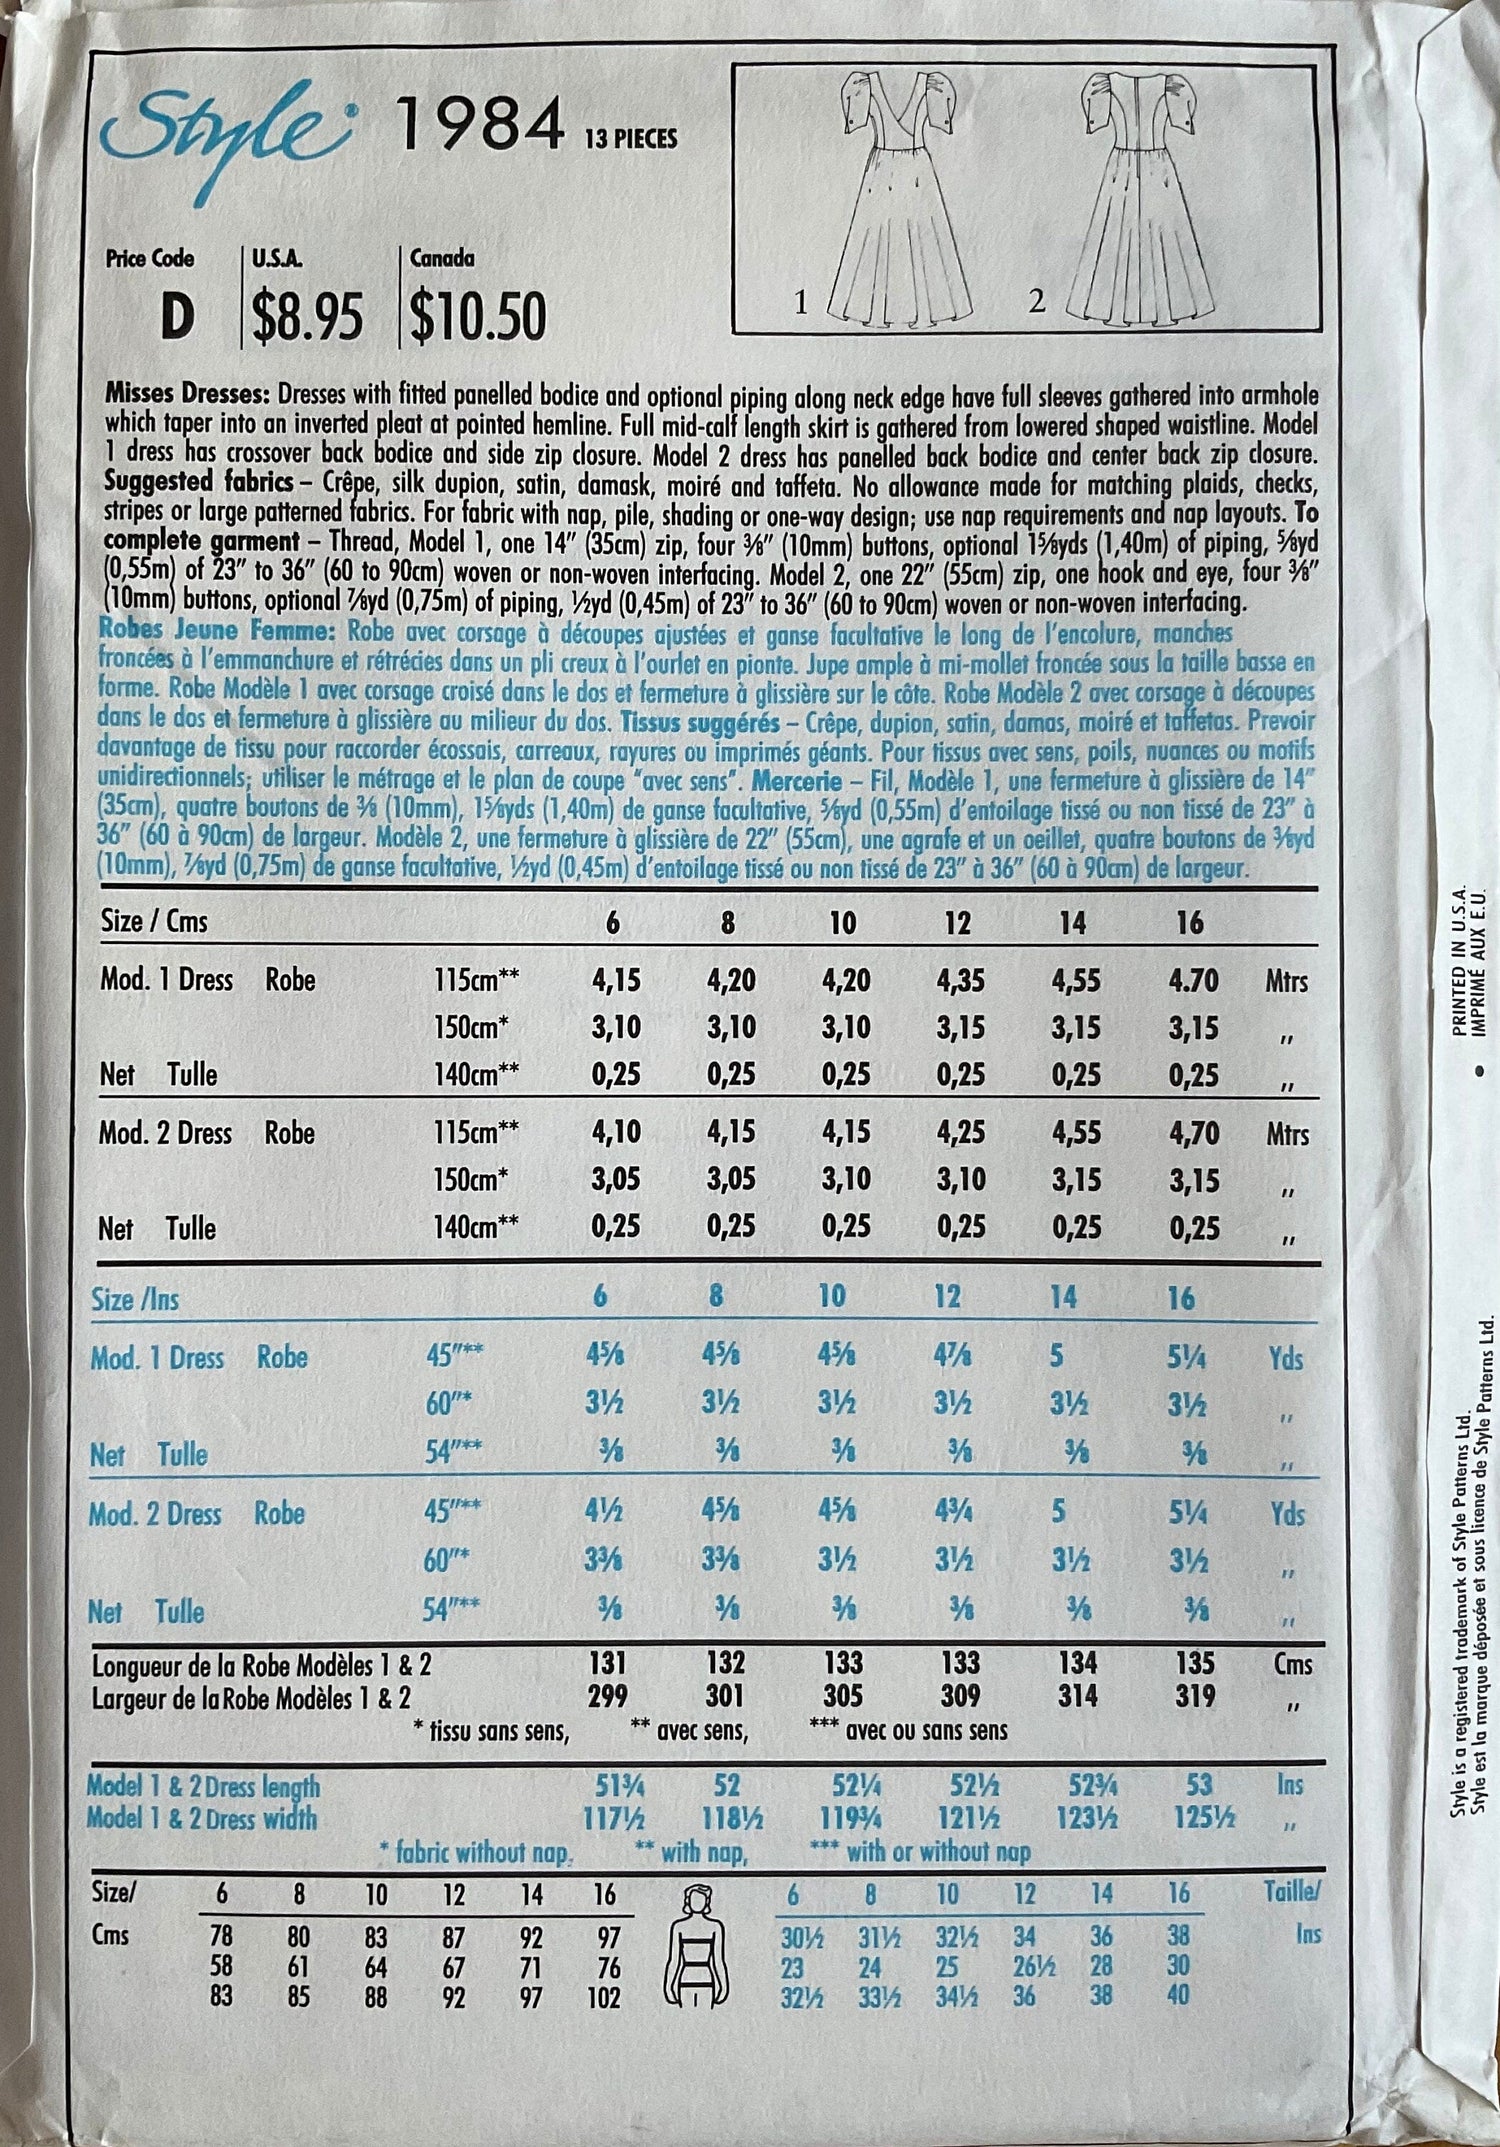 Style® 1984 13 PIECES
Price Code U.S.A. Canada
D $8.95 $10.50
1 2
Misses Dresses: Dresses with fitted panelled bodice and optional piping along neck edge have full sleeves gathered into armhole
which taper into an inverted pleat at pointed hemline. Full mid-calf length skirt is gathered from lowered shaped waistline. Model
1 dress has crossover back bodice and side zip closure. Model 2 dress has panelled back bodice and center back zip closure.
Suggested fabrics – Crêpe, silk dupion, satin, damask, moiré and taffeta. No allowance made for matching plaids, checks,
stripes or large patterned fabrics. For fabric with nap, pile, shading or one-way design; use nap requirements and nap layouts. To
complete garment – Thread, Model 1, one 14" (35cm) zip, four ⅜" (10mm) buttons, optional 1⅝yds (1,40m) of piping, ⅝yd
(0,55m) of 23" to 36" (60 to 90cm) woven or non-woven interfacing. Model 2, one 22" (55cm) zip, one hook and eye, four ⅜"
(10mm) buttons, optional ⅞yd (0,75m) of piping, ½yd (0,45m) of 23" to 36" (60 to 90cm) woven or non-woven interfacing.
Robes Jeune Femme: Robe avec corsage à découpes ajustées et ganse facultative le long de l'encolure, manches
froncées à l'emmanchure et rétrécies dans un pli creux à l'ourlet en pionte. Jupe ample à mi-mollet froncée sous la taille basse en
forme. Robe Modèle 1 avec corsage croisé dans le dos et fermeture à glissière sur le côte. Robe Modèle 2 avec corsage à découpes
dans le dos et fermeture à glissière au milieu du dos. Tissus suggérés – Crêpe, dupion, satin, damas, moiré et taffetas. Prevoir
davantage de tissu pour raccorder écossais, carreaux, rayures ou imprimés géants. Pour tissus avec sens, poils, nuances ou motifs
unidirectionnels; utiliser le métrage et le plan de coupe "avec sens". Mercerie – Fil, Modèle 1, une fermeture à glissière de 14"
(35cm), quatre boutons de ⅜ (10mm), 1⅝yds (1,40m) de ganse facultative, ⅝yd (0,55m) d'entoilage tissé ou non tissé de 23" à
36" (60 à 90cm) de largeur. Modèle 2, une fermeture à glissière de 22" (55cm), une agrafe et un oeillet, quatre boutons de ⅜yd
(10mm), ⅞yd (0,75m) de ganse facultative, ½yd (0,45m) d'entoilage tissé ou non tissé de 23" à 36" (60 à 90cm) de largeur.
Size / Cms 6 8 10 12 14 16
Mod. 1 Dress Robe 115cm** 4,15 4,20 4,20 4,35 4,55 4.70 Mtrs
150cm* 3,10 3,10 3,10 3,15 3,15 3,15 ,,
Net Tulle 140cm** 0,25 0,25 0,25 0,25 0,25 0,25 ,,
Mod. 2 Dress Robe 115cm** 4,10 4,15 4,15 4,25 4,55 4,70 Mtrs
150cm* 3,05 3,05 3,10 3,10 3,15 3,15 ,,
Net Tulle 140cm** 0,25 0,25 0,25 0,25 0,25 0,25 ,,
Size /Ins 6 8 10 12 14 16
Mod. 1 Dress Robe 45"** 4⅝ 4⅝ 4⅝ 4⅞ 5 5¼ Yds
60"* 3½ 3½ 3½ 3½ 3½ 3½ ,,
Net Tulle 54"** ⅜ ⅜ ⅜ ⅜ ⅜ ⅜ ,,
Mod. 2 Dress Robe 45"** 4½ 4⅝ 4⅝ 4¾ 5 5¼ Yds
60"* 3⅜ 3⅜ 3½ 3½ 3½ 3½ ,,
Net Tulle 54"** ⅜ ⅜ ⅜ ⅜ ⅜ ⅜ ,,
Longueur de la Robe Modèles 1 & 2 131 132 133 133 134 135 Cms
Largeur de la Robe Modèles 1 & 2 299 301 305 309 314 319 ,,
* tissu sans sens, ** avec sens, *** avec ou sans sens
Model 1 & 2 Dress length 51¾ 52 52¼ 52½ 52¾ 53 Ins
Model 1 & 2 Dress width 117½ 118½ 119¾ 121½ 123½ 125½ ,,
* fabric without nap, ** with nap, *** with or without nap
Size/ 6 8 10 12 14 16 6 8 10 12 14 16 Taille/
Cms 78 80 83 87 92 97 30½ 31½ 32½ 34 36 38 Ins
58 61 64 67 71 76 23 24 25 26½ 28 30
83 85 88 92 97 102 32½ 33½ 34½ 36 38 40
Style is a registered trademark of Style Patterns Ltd. • PRINTED IN U.S.A.
Style est la marque déposée et sous licence de Style Patterns Ltd. IMPRIMÉ AUX E.U.